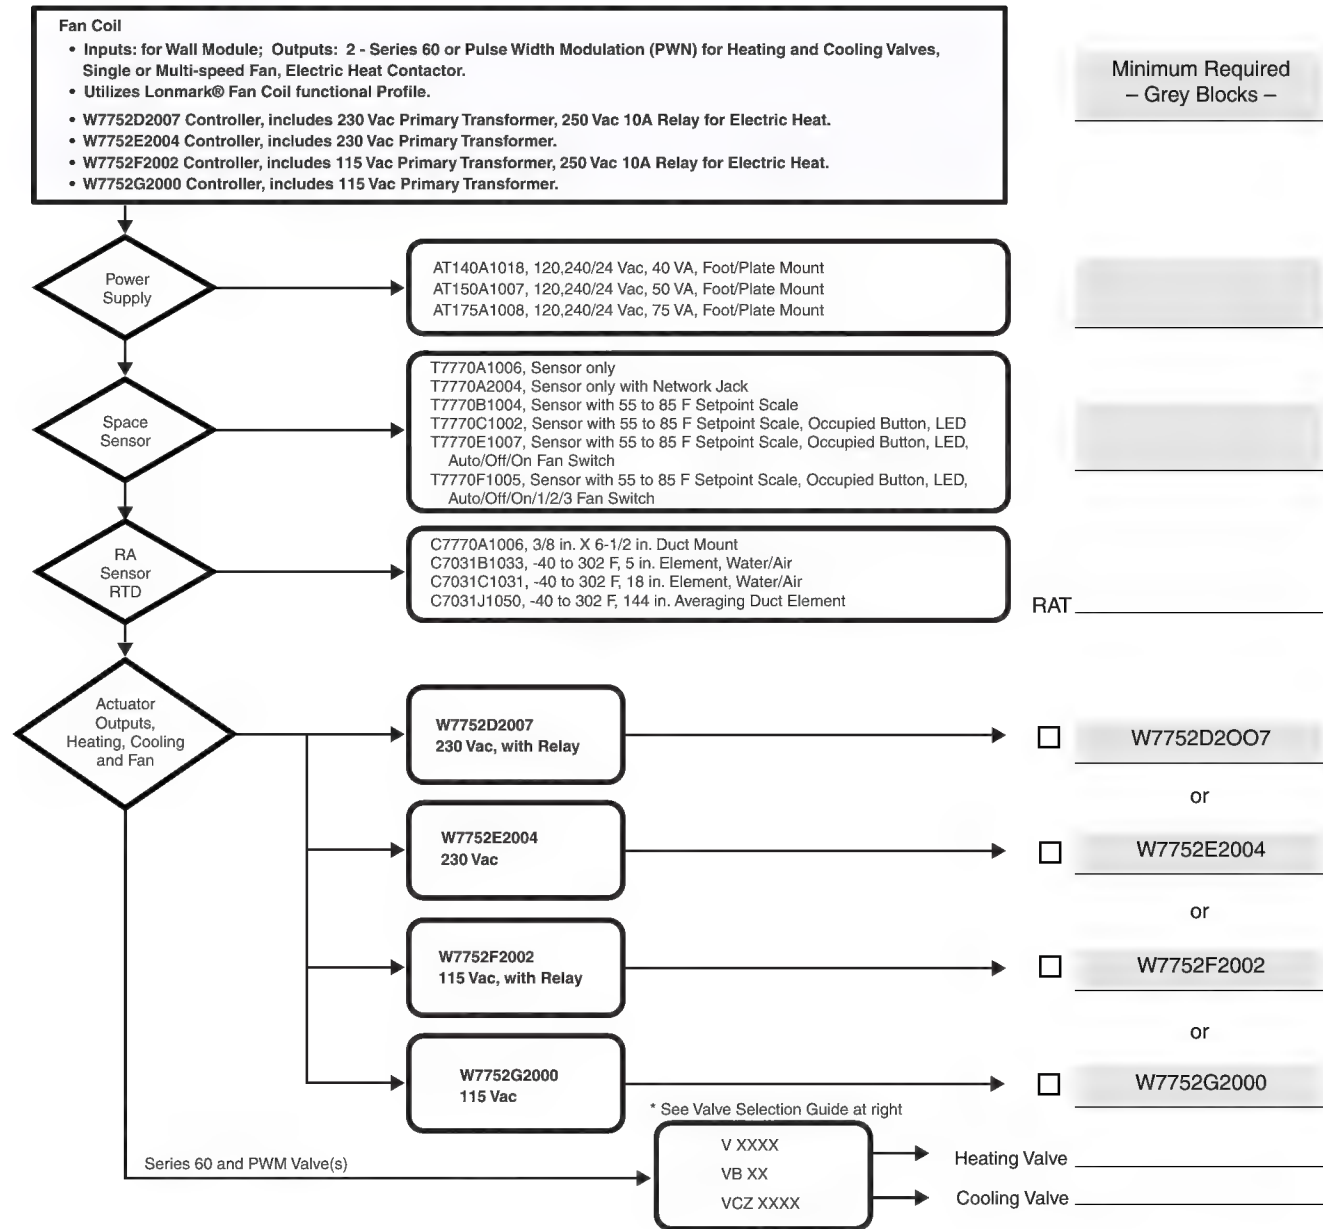 Fan Coil
• Inputs: for Wall Module; Outputs: 2 - Series 60 or Pulse Width Modulation (PWN) for Heating and Cooling Valves,
Single or Multi-speed Fan, Electric Heat Contactor.
• Utilizes Lonmark® Fan Coil functional Profile.
• W7752D2007 Controller, includes 230 Vac Primary Transformer, 250 Vac 10A Relay for Electric Heat.
• W7752E2004 Controller, includes 230 Vac Primary Transformer.
• W7752F2002 Controller, includes 115 Vac Primary Transformer, 250 Vac 10A Relay for Electric Heat.
• W7752G2000 Controller, includes 115 Vac Primary Transformer.
Minimum Required
– Grey Blocks –
Power
Supply
AT140A1018, 120,240/24 Vac, 40 VA, Foot/Plate Mount
AT150A1007, 120,240/24 Vac, 50 VA, Foot/Plate Mount
AT175A1008, 120,240/24 Vac, 75 VA, Foot/Plate Mount
Space
Sensor
T7770A1006, Sensor only
T7770A2004, Sensor only with Network Jack
T7770B1004, Sensor with 55 to 85 F Setpoint Scale
T7770C1002, Sensor with 55 to 85 F Setpoint Scale, Occupied Button, LED
T7770E1007, Sensor with 55 to 85 F Setpoint Scale, Occupied Button, LED,
Auto/Off/On Fan Switch
T7770F1005, Sensor with 55 to 85 F Setpoint Scale, Occupied Button, LED,
Auto/Off/On/1/2/3 Fan Switch
RA
Sensor
RTD
C7770A1006, 3/8 in. X 6-1/2 in. Duct Mount
C7031B1033, -40 to 302 F, 5 in. Element, Water/Air
C7031C1031, -40 to 302 F, 18 in. Element, Water/Air
C7031J1050, -40 to 302 F, 144 in. Averaging Duct Element
RAT
Actuator
Outputs,
Heating, Cooling
and Fan
W7752D2007
230 Vac, with Relay
W7752D2OO7
or
W7752E2004
230 Vac
W7752E2004
or
W7752F2002
115 Vac, with Relay
W7752F2002
or
W7752G2000
115 Vac
W7752G2000
* See Valve Selection Guide at right
Series 60 and PWM Valve(s)
V XXXX
VB XX
VCZ XXXX
Heating Valve
Cooling Valve